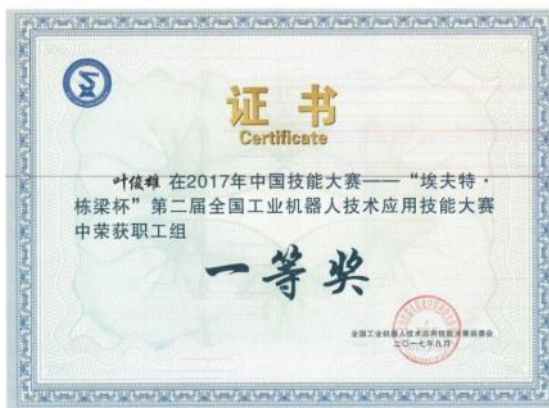 证书
Certificate
叶俊雄 在2017年中国技能大赛——“埃夫特·
栋梁杯”第二届全国工业机器人技术应用技能大赛
中荣获职工组
一等奖
全国工业机器人技术应用技能大赛组委会
二〇一七年九月